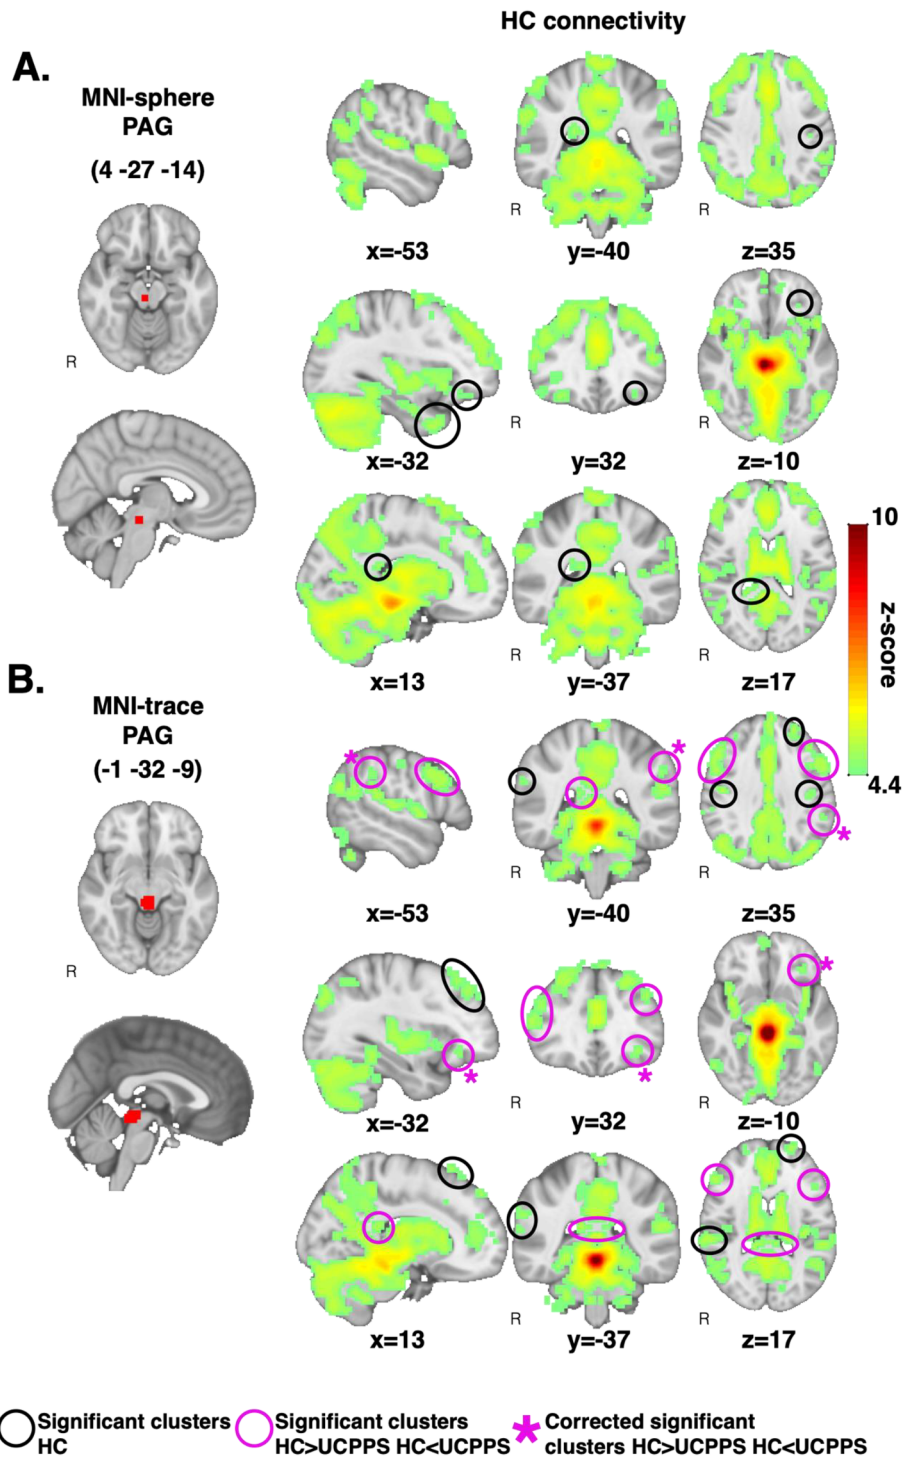 HC connectivity
A.
MNI-sphere
PAG
(4 -27 -14)
R
R
R
x=-53
y=-40
z=35
R
R
x=-32
y=32
z=-10
R
R
x=13
y=-37
z=17
10
z-score
4.4
B.
MNI-trace
PAG
(-1 -32 -9)
R
* * *
R
R
x=-53
y=-40
z=35
* * *
R
R
x=-32
y=32
z=-10
R
R
x=13
y=-37
z=17
Significant clusters
HC
Significant clusters
HC>UCPPS HC<UCPPS
* Corrected significant
clusters HC>UCPPS HC<UCPPS